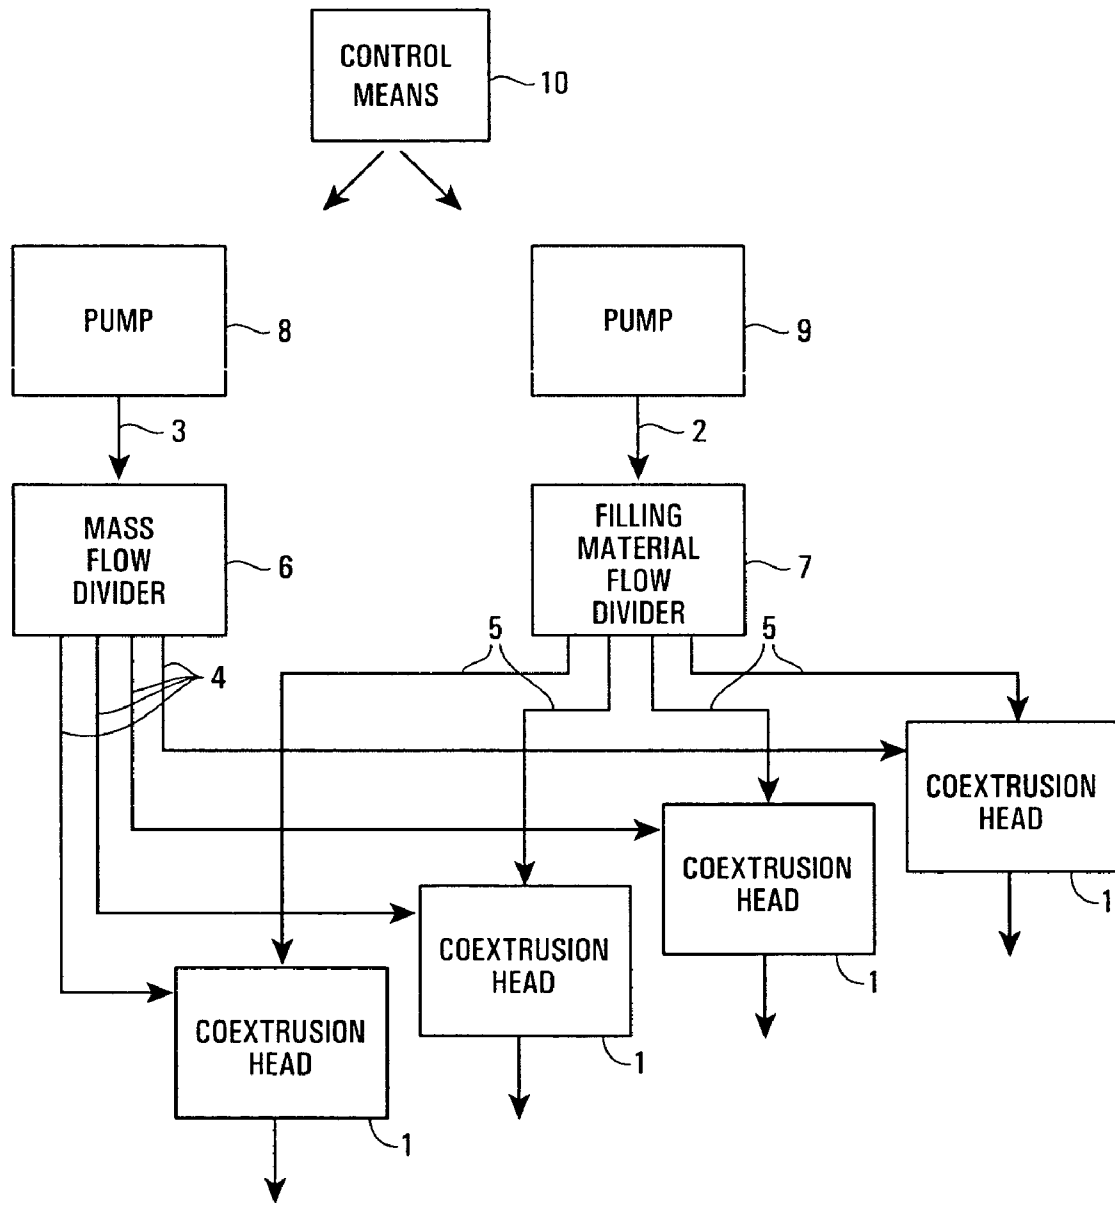 CONTROL
MEANS
10
PUMP
8
PUMP
9
3
2
MASS
FLOW
DIVIDER
6
FILLING
MATERIAL
FLOW
DIVIDER
7
4
5
5
COEXTRUSION
HEAD
1
COEXTRUSION
HEAD
1
COEXTRUSION
HEAD
1
COEXTRUSION
HEAD
1